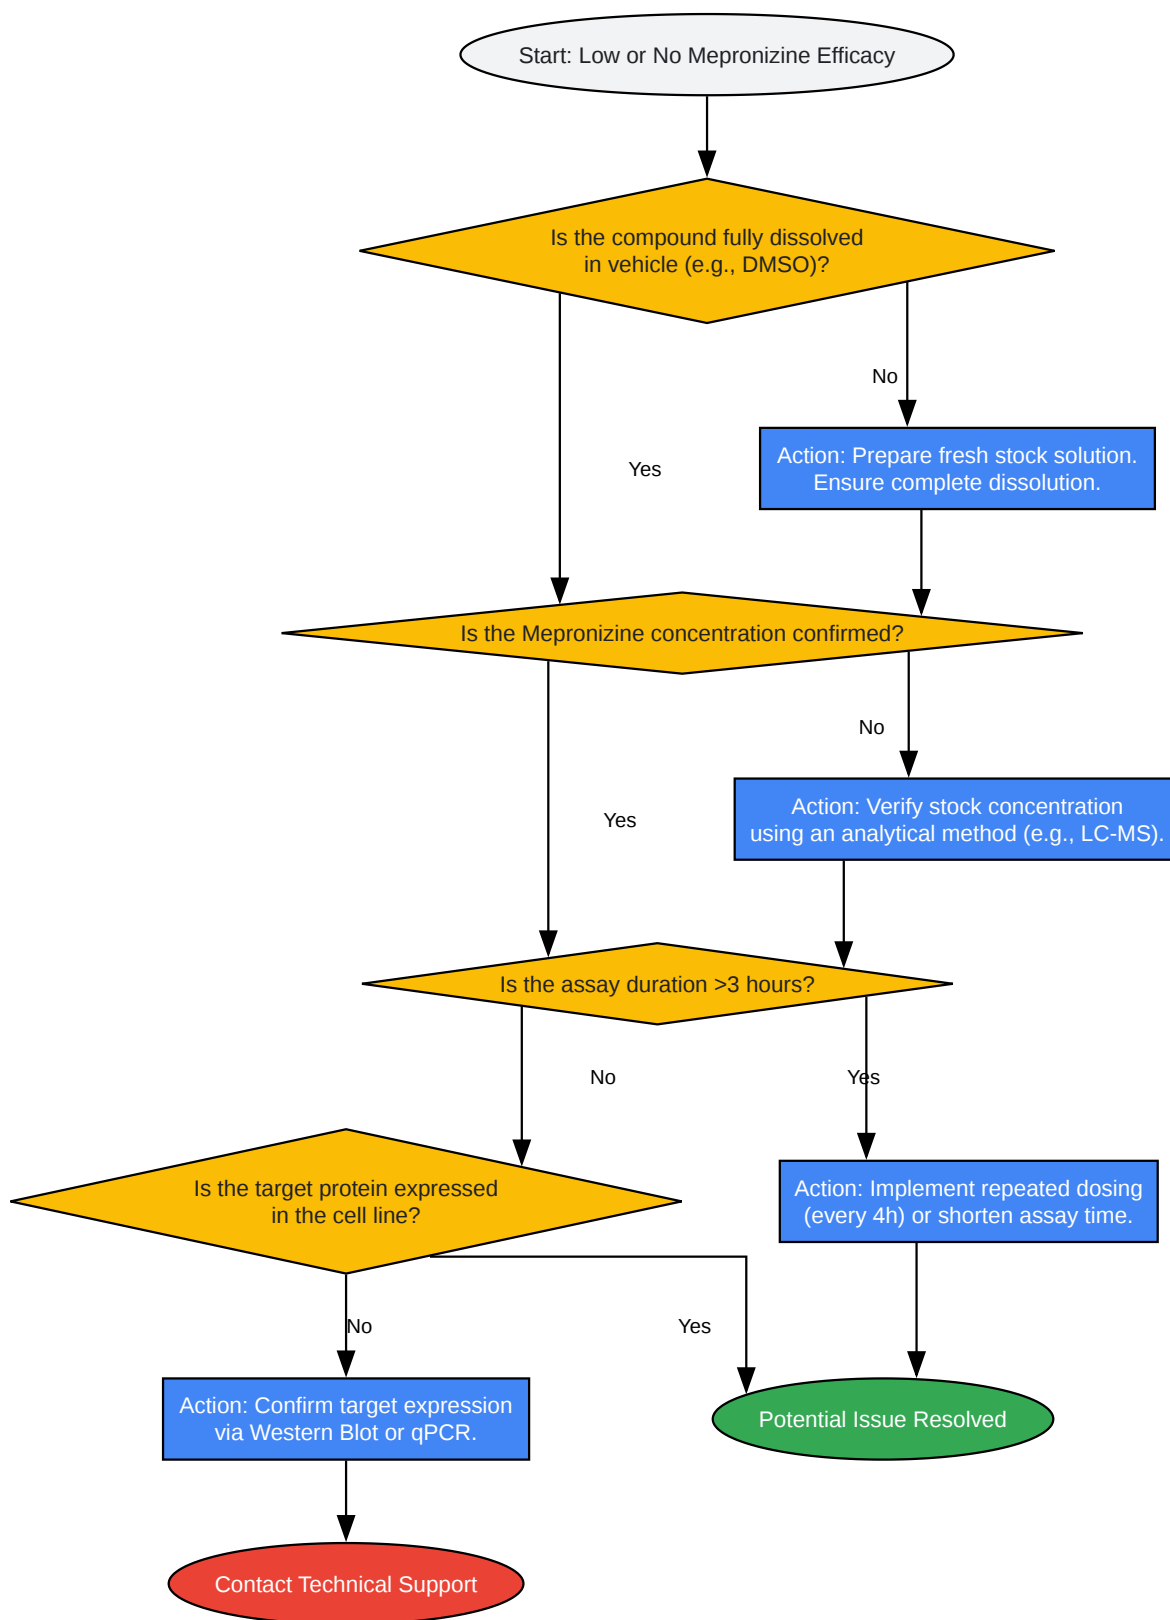 Start: Low or No Mepronizine Efficacy
Is the compound fully dissolved
in vehicle (e.g., DMSO)?
No
Yes
Action: Prepare fresh stock solution.
Ensure complete dissolution.
Is the Mepronizine concentration confirmed?
No
Yes
Action: Verify stock concentration
using an analytical method (e.g., LC-MS).
Is the assay duration >3 hours?
No
Yes
Is the target protein expressed
in the cell line?
Action: Implement repeated dosing
(every 4h) or shorten assay time.
No
Yes
Action: Confirm target expression
via Western Blot or qPCR.
Potential Issue Resolved
Contact Technical Support